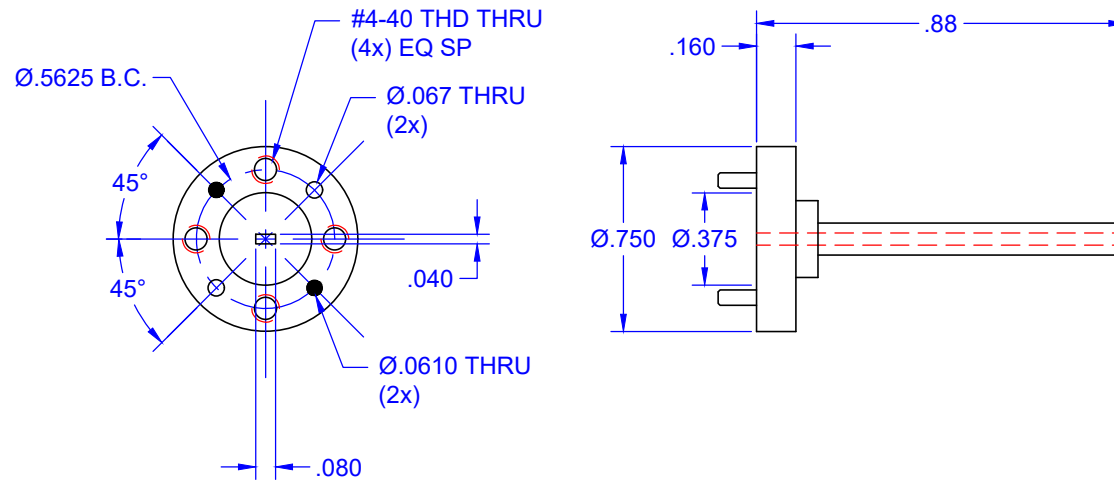 #4-40 THD THRU
(4x) EQ SP
Ø.5625 B.C.
Ø.067 THRU
(2x)
45°
45°
.040
Ø.0610 THRU
(2x)
.080
.88
.160
Ø.750
Ø.375